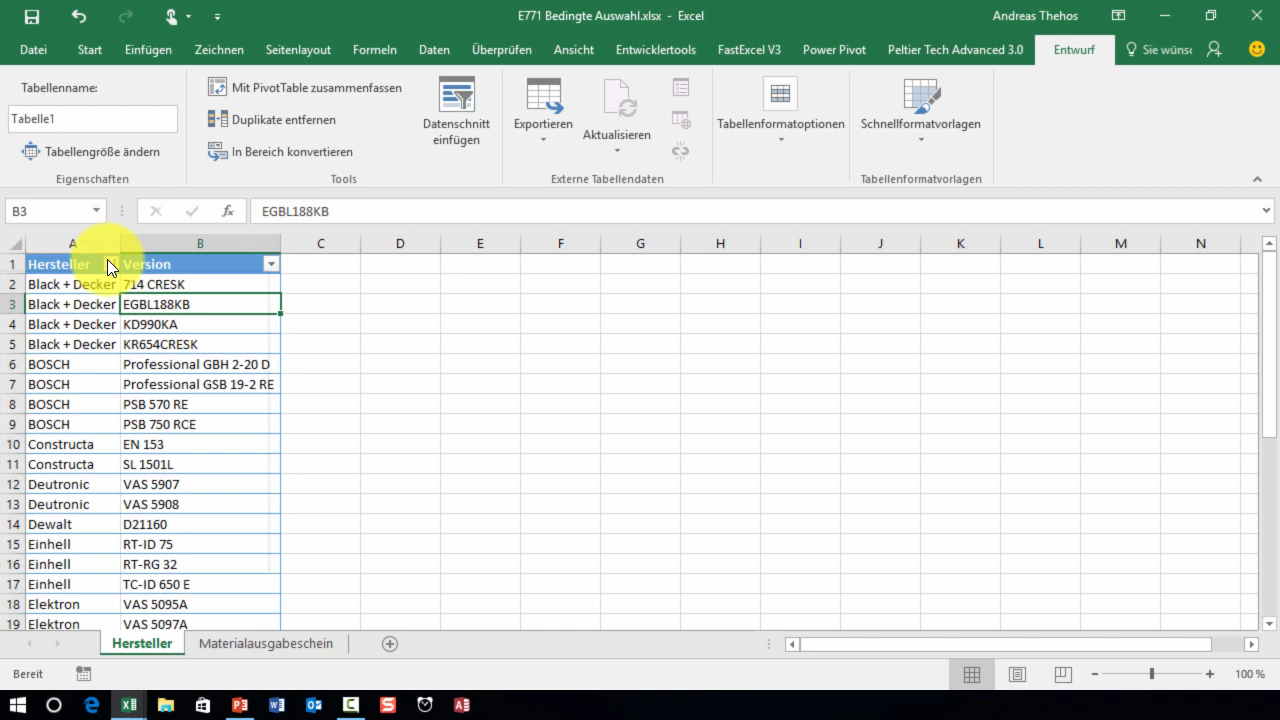 E771 Bedingte Auswahl.xlsx - Excel
Andreas Thehos
Datei Start Einfügen Zeichnen Seitenlayout Formeln Daten Überprüfen Ansicht Entwicklertools FastExcel V3 Power Pivot Peltier Tech Advanced 3.0 Entwurf Sie wüns
Tabellenname:
Tabelle1
Tabellengröße ändern
Eigenschaften
Mit PivotTable zusammenfassen
Duplikate entfernen
In Bereich konvertieren
Tools
Datenschnitt
einfügen
Exportieren
Aktualisieren
Externe Tabellendaten
Tabellenformatoptionen
Schnellformatvorlagen
Tabellenformatvorlagen
B3 fx EGBL188KB
A B C D E F G H I J K L M N
1 Hersteller Version
2 Black + Decker 714 CRESK
3 Black + Decker EGBL188KB
4 Black + Decker KD990KA
5 Black + Decker KR654CRESK
6 BOSCH Professional GBH 2-20 D
7 BOSCH Professional GSB 19-2 RE
8 BOSCH PSB 570 RE
9 BOSCH PSB 750 RCE
10 Constructa EN 153
11 Constructa SL 1501L
12 Deutronic VAS 5907
13 Deutronic VAS 5908
14 Dewalt D21160
15 Einhell RT-ID 75
16 Einhell RT-RG 32
17 Einhell TC-ID 650 E
18 Elektron VAS 5095A
19 Elektron VAS 5097A
Hersteller Materialausgabeschein
Bereit
100 %